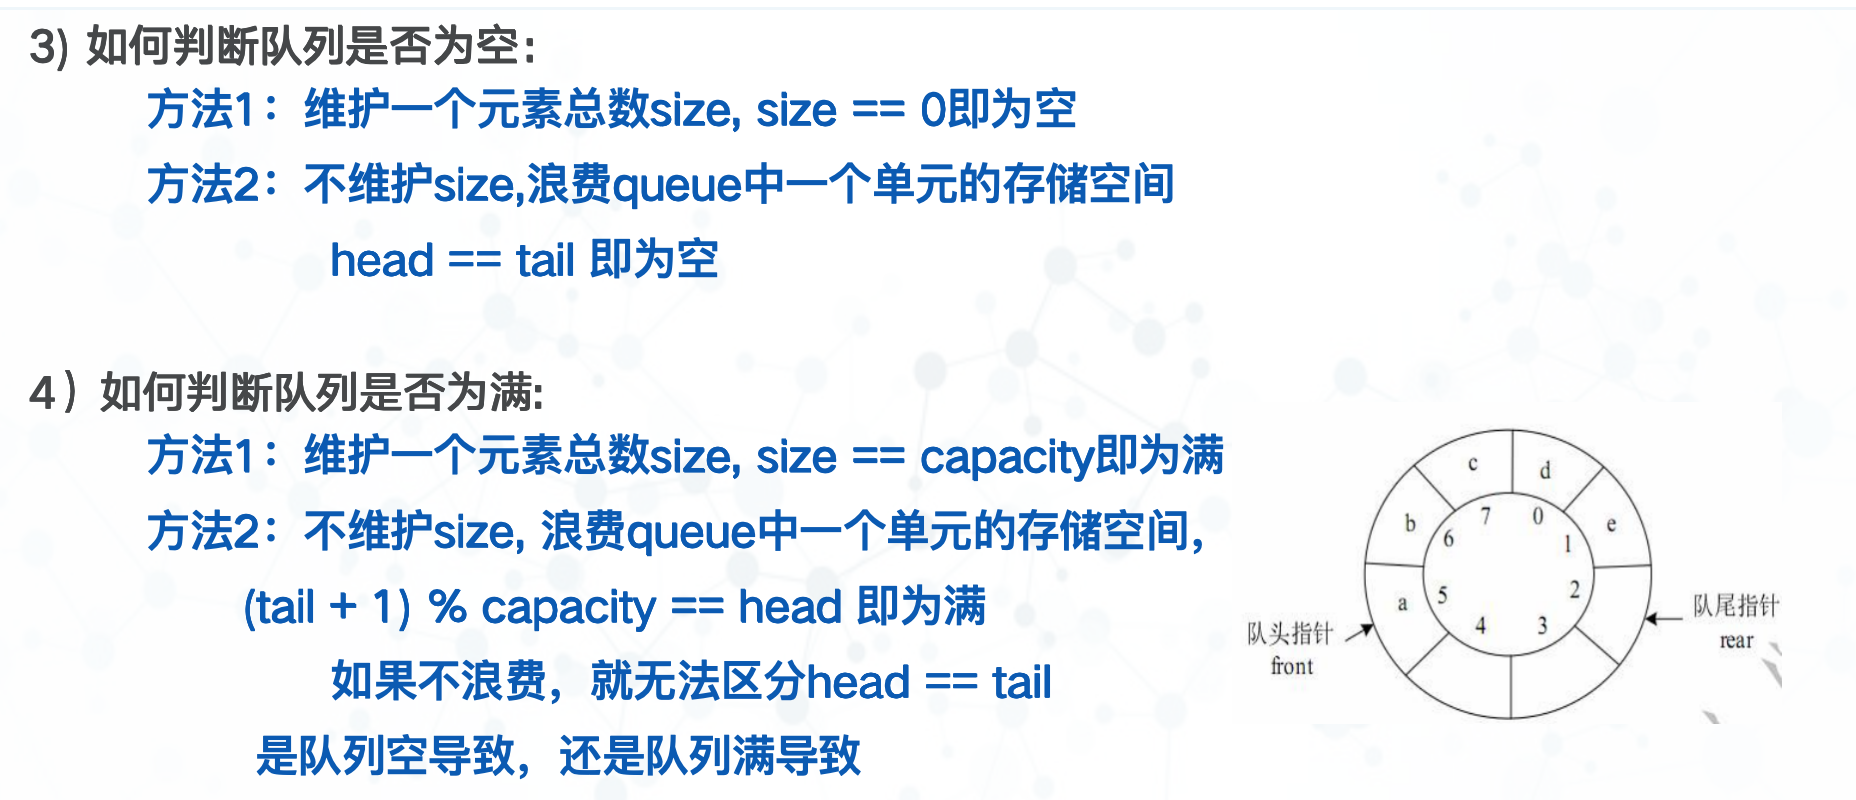 3) 如何判断队列是否为空：
方法1：维护一个元素总数size, size == 0即为空
方法2：不维护size,浪费queue中一个单元的存储空间
head == tail 即为空
4）如何判断队列是否为满:
方法1：维护一个元素总数size, size == capacity即为满
方法2：不维护size, 浪费queue中一个单元的存储空间，
(tail + 1) % capacity == head 即为满
如果不浪费，就无法区分head == tail
是队列空导致，还是队列满导致
c
d
b
e
a
7
0
6
1
5
2
4
3
队头指针
front
队尾指针
rear